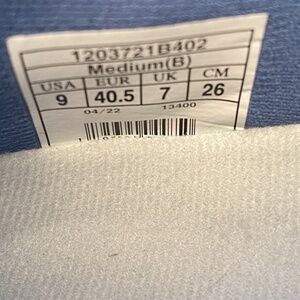 1203721B402
Medium(B)
USA EUR UK CM
9 40.5 7 26
04/22 13400